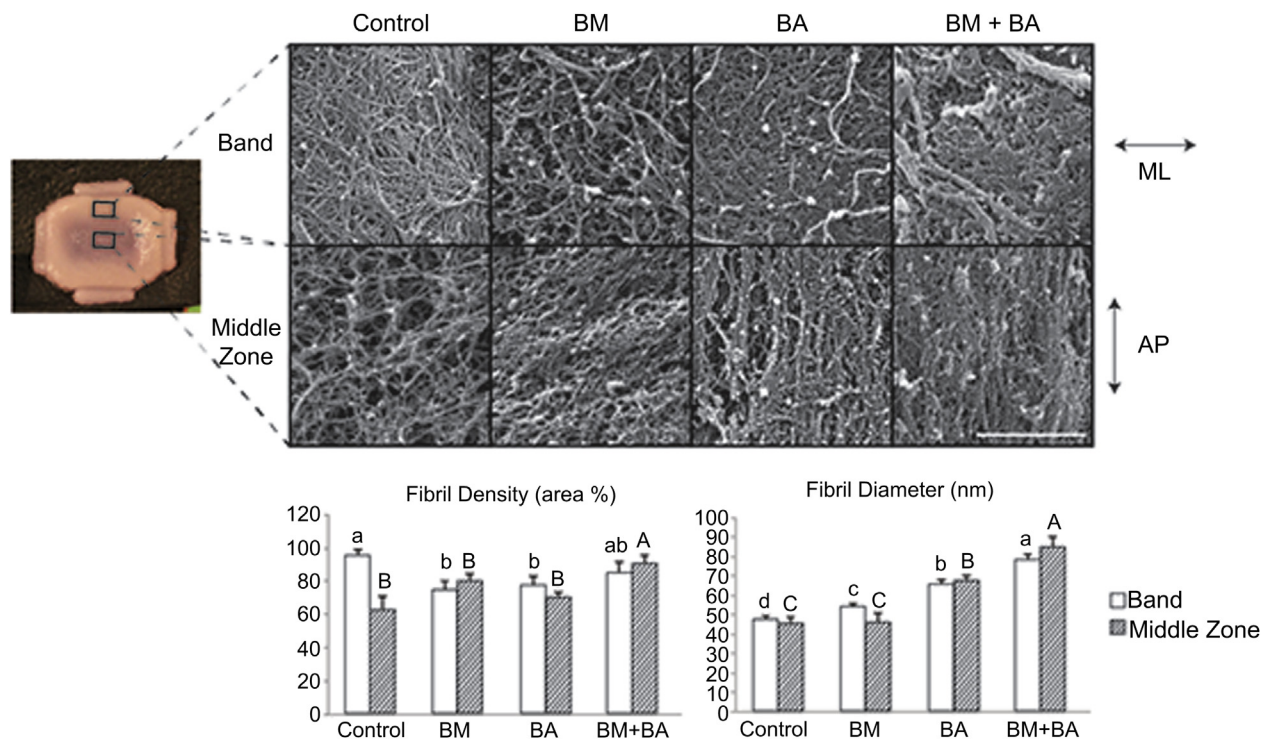 Control BM BA BM + BA
Band
ML
Middle
Zone
AP
Fibril Density (area %)
120
100
80
60
40
20
0
a
B
b B
b
B
ab A
Control BM BA BM+BA
Fibril Diameter (nm)
100
90
80
70
60
50
40
30
20
10
0
d C
c
C
b B
a
A
Control BM BA BM+BA
Band
Middle Zone